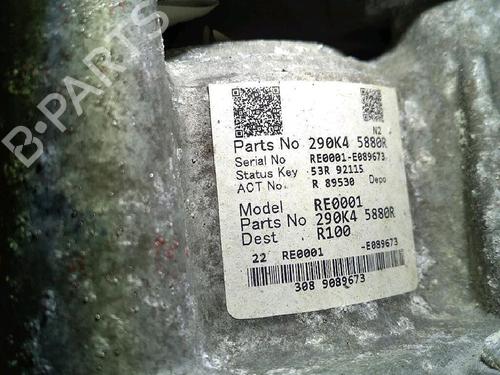 B-PARTS
N2
Parts No 290K4 5880R
Serial No RE0001-E089673
Status Key 53R 92115
ACT No. R 89530 Depo
Model RE0001
Parts No 290K4 5880R
Dest R100
22 RE0001 -E089673
308 9089673